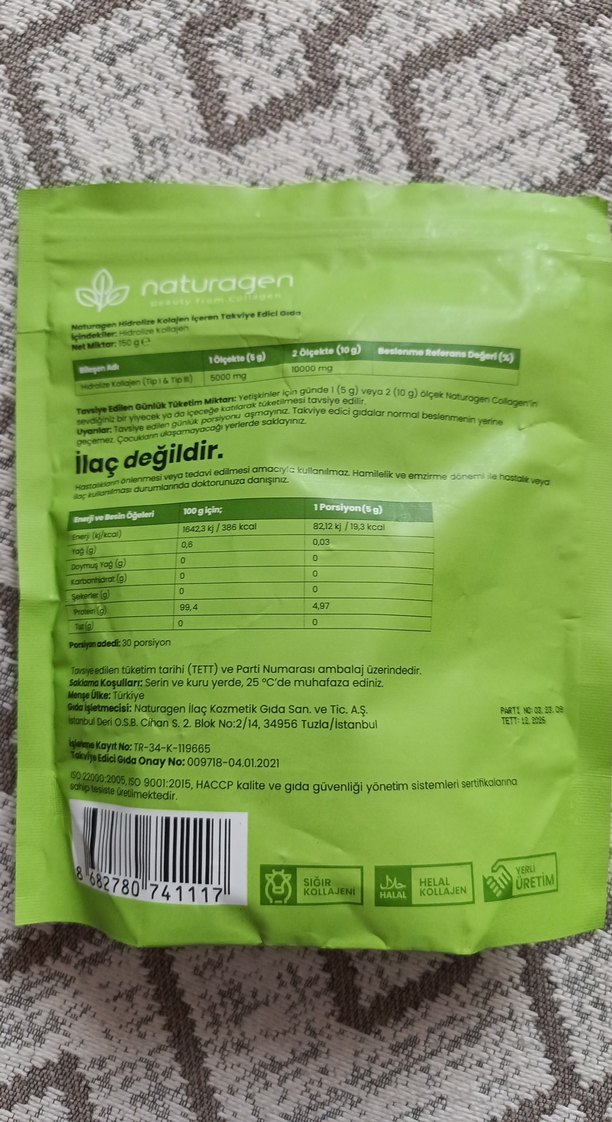 naturagen
Beauty From Collagen
Naturagen Hidrolize Kolajen İçeren Takviye Edici Gıda
İçindekiler: Hidrolize Kollajen
Net Miktar: 150 g ℮
Bileşen Adı 1 Ölçekte (5 g) 2 Ölçekte (10 g) Beslenme Referans Değeri (%)
Hidrolize Kollajen (Tip I & Tip III) 5000 mg 10000 mg
Tavsiye Edilen Günlük Tüketim Miktarı: Yetişkinler için günde 1 (5 g) veya 2 (10 g) ölçek Naturagen Collagen'in
sevdiğiniz bir yiyecek ya da içeceğe katılarak tüketilmesi tavsiye edilir.
Uyarılar: Tavsiye edilen günlük porsiyonu aşmayınız. Takviye edici gıdalar normal beslenmenin yerine
geçemez. Çocukların ulaşamayacağı yerlerde saklayınız.
İlaç değildir.
Hastalıkların önlenmesi veya tedavi edilmesi amacıyla kullanılmaz. Hamilelik ve emzirme dönemi ile hastalık veya
ilaç kullanılması durumlarında doktorunuza danışınız.
Enerji ve Besin Öğeleri 100 g için; 1 Porsiyon (5 g)
Enerji (kj/kcal) 1642,3 kj / 386 kcal 82,12 kj / 19,3 kcal
Yağ (g) 0,6 0,03
Doymuş Yağ (g) 0 0
Karbonhidrat (g) 0 0
Şekerler (g) 0 0
Protein (g) 99,4 4,97
Tuz (g) 0 0
Porsiyon adedi: 30 porsiyon
Tavsiye edilen tüketim tarihi (TETT) ve Parti Numarası ambalaj üzerindedir.
Saklama Koşulları: Serin ve kuru yerde, 25 °C'de muhafaza ediniz.
Menşe Ülke: Türkiye
Gıda İşletmecisi: Naturagen İlaç Kozmetik Gıda San. ve Tic. A.Ş.
İstanbul Deri O.S.B. Cihan S. 2. Blok No:2/14, 34956 Tuzla/İstanbul
PARTİ NO: 03.23.09
TETT: 12.2026
İşletme Kayıt No: TR-34-K-119665
Takviye Edici Gıda Onay No: 009718-04.01.2021
ISO 22000:2005, ISO 9001:2015, HACCP kalite ve gıda güvenliği yönetim sistemleri sertifikalarına
sahip tesiste üretilmektedir.
8 682780 741117
SIĞIR
KOLLAJENİ
HALAL
HELAL
KOLLAJEN
YERLİ
ÜRETİM